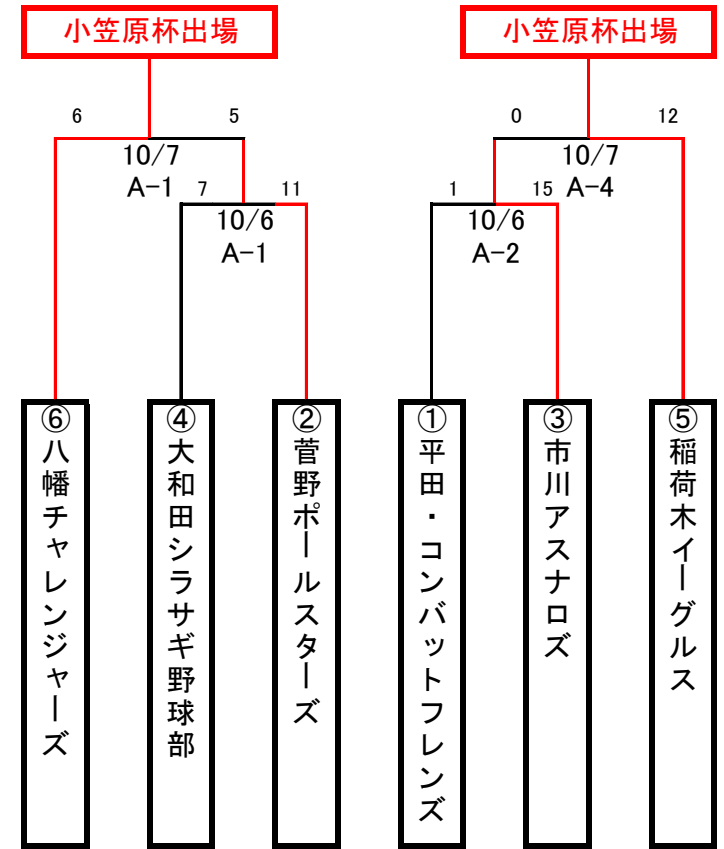 小笠原杯出場
小笠原杯出場
6
5
0
12
10/7
A-1
10/7
A-4
7
11
1
15
10/6
A-1
10/6
A-2
⑥八幡チャレンジャーズ
④大和田シラサギ野球部
②菅野ポールスターズ
①平田・コンバットフレンズ
③市川アスナロズ
⑤稲荷木イーグルス